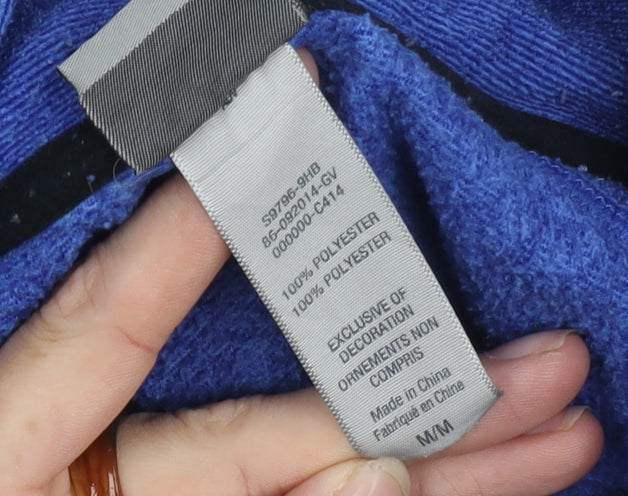 59796-9HB
86-092014-GV
000000-C414
100% POLYESTER
100% POLYESTER
EXCLUSIVE OF
DECORATION
ORNEMENTS NON
COMPRIS
Made in China
Fabriqué en Chine
M/M